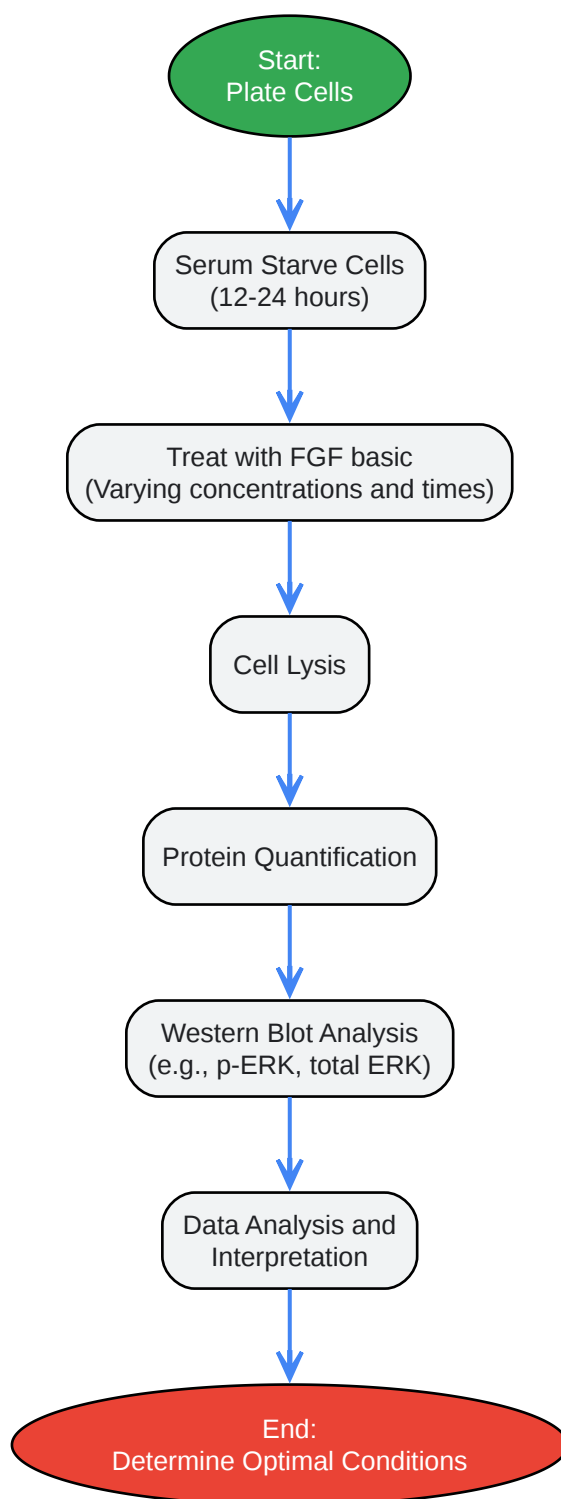 Start:
Plate Cells
Serum Starve Cells
(12-24 hours)
Treat with FGF basic
(Varying concentrations and times)
Cell Lysis
Protein Quantification
Western Blot Analysis
(e.g., p-ERK, total ERK)
Data Analysis and
Interpretation
End:
Determine Optimal Conditions